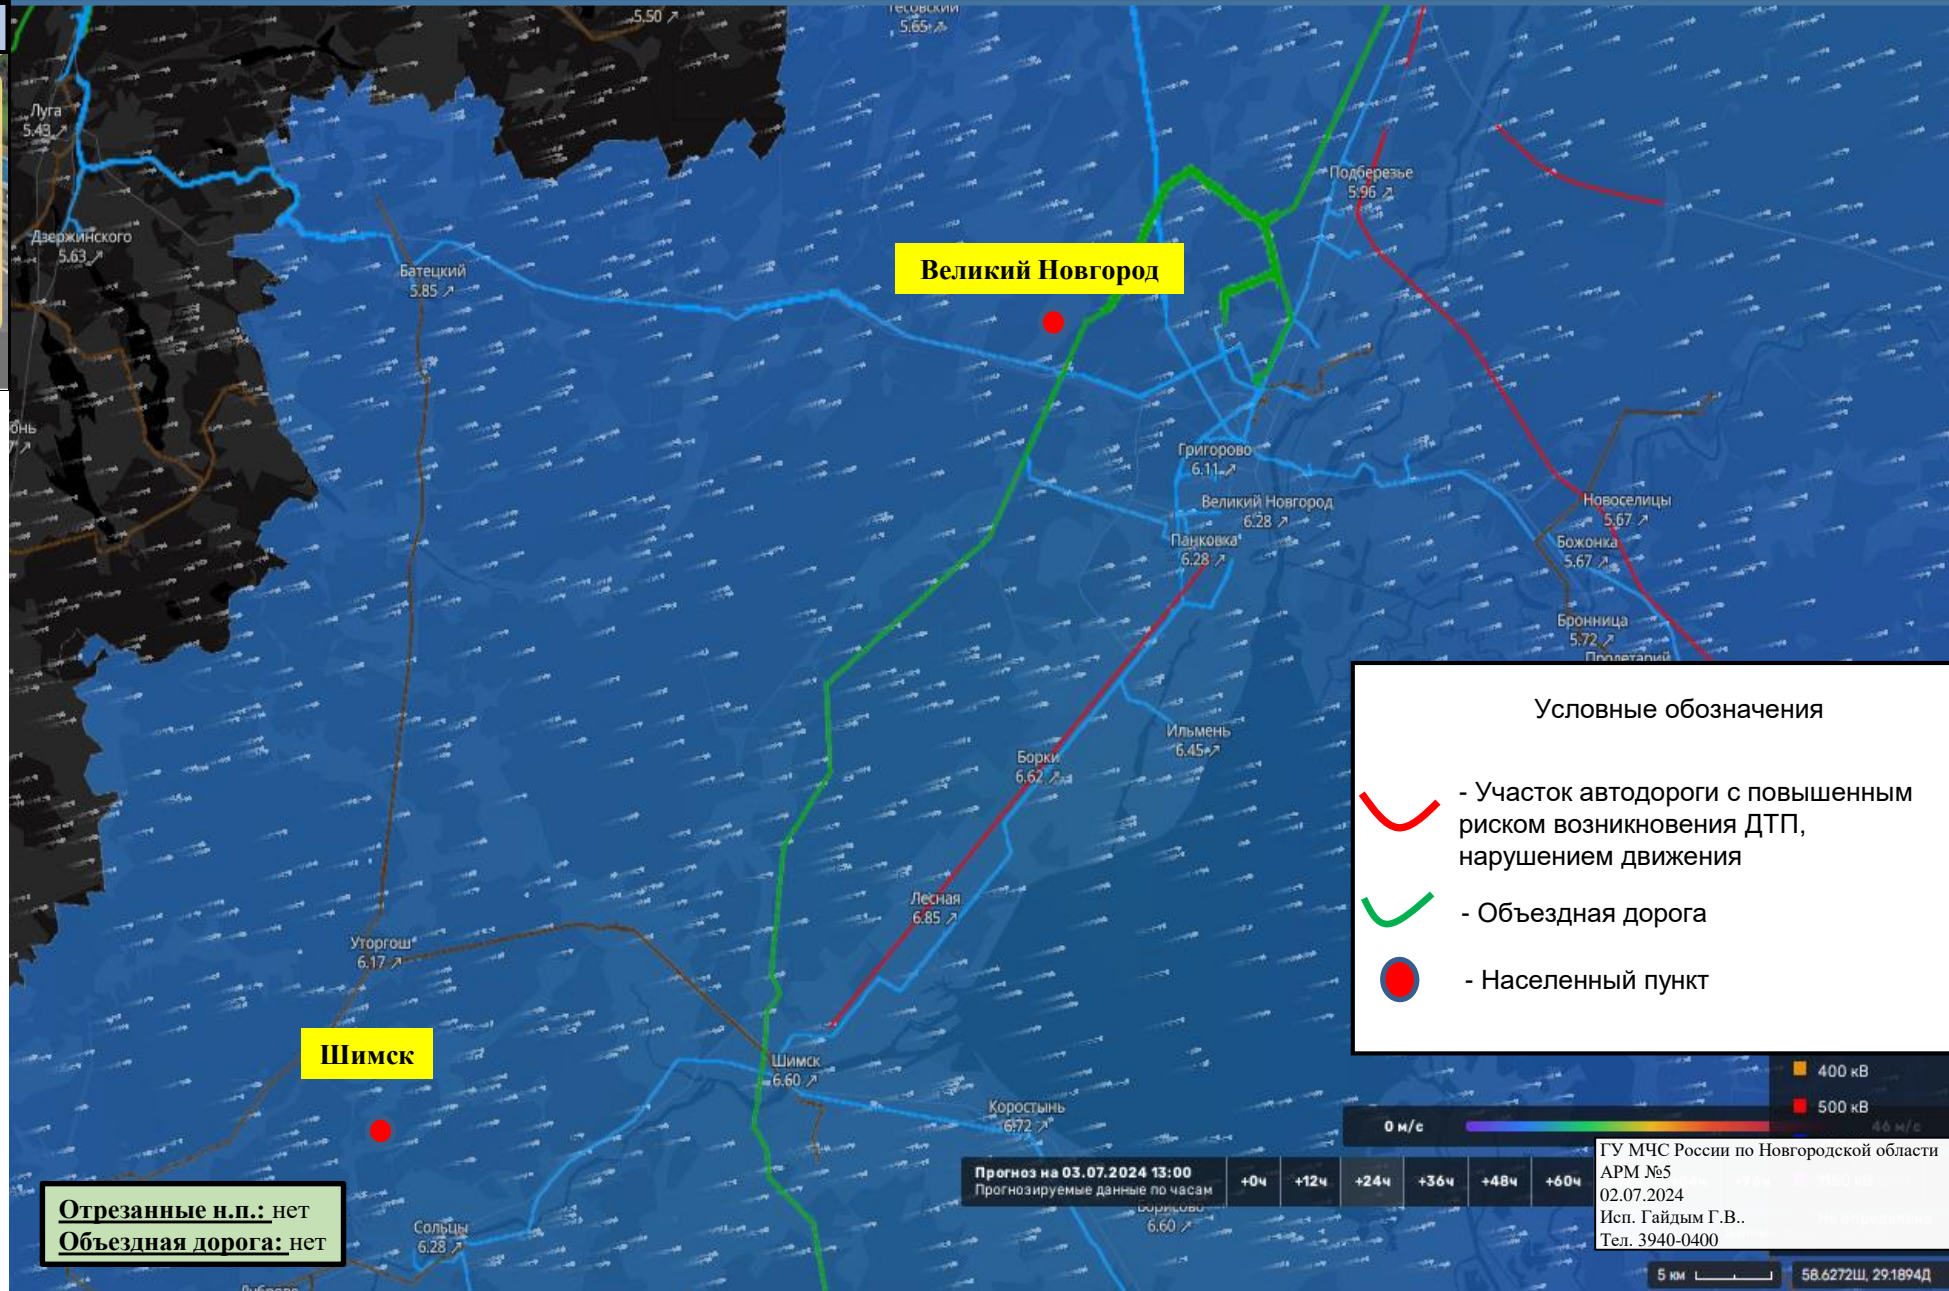 5.50 ↗
Тёсовский
5.65 ↗
Луга
5.43 ↗
Подберезье
5.96 ↗
Дзержинского
5.63 ↗
Батецкий
5.85 ↗
Великий Новгород
Григорово
6.11 ↗
Великий Новгород
6.28 ↗
Панковка
6.28 ↗
Новоселицы
5.67 ↗
Божонка
5.67 ↗
Бронница
5.72 ↗
Пролетарий
Ильмень
6.45 ↗
Борки
6.62 ↗
Лесная
6.85 ↗
Уторгош
6.17 ↗
Шимск
Шимск
6.60 ↗
Коростынь
6.72 ↗
Борисово
6.60 ↗
Сольцы
6.28 ↗
Условные обозначения
- Участок автодороги с повышенным
риском возникновения ДТП,
нарушением движения
- Объездная дорога
- Населенный пункт
400 кВ
500 кВ
0 м/с
46 м/с
Прогноз на 03.07.2024 13:00
Прогнозируемые данные по часам
+0ч +12ч +24ч +36ч +48ч +60ч
ГУ МЧС России по Новгородской области
АРМ №5
02.07.2024
Исп. Гайдым Г.В..
Тел. 3940-0400
Отрезанные н.п.: нет
Объездная дорога: нет
5 км
58.6272Ш, 29.1894Д